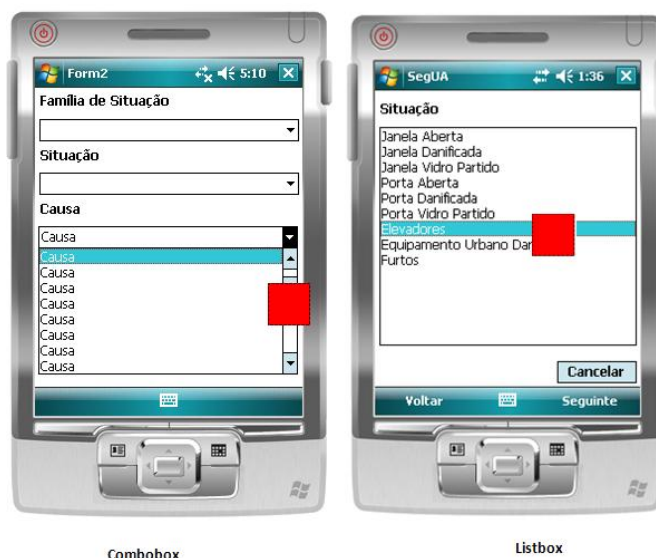 Form2
5:10
Família de Situação
Situação
Causa
Causa
Causa
Causa
Causa
Causa
Causa
Causa
Causa
Causa
Combobox
SegUA
1:36
Situação
Janela Aberta
Janela Danificada
Janela Vidro Partido
Porta Aberta
Porta Danificada
Porta Vidro Partido
Elevadores
Equipamento Urbano
Furtos
Cancelar
Voltar
Seguinte
Listbox